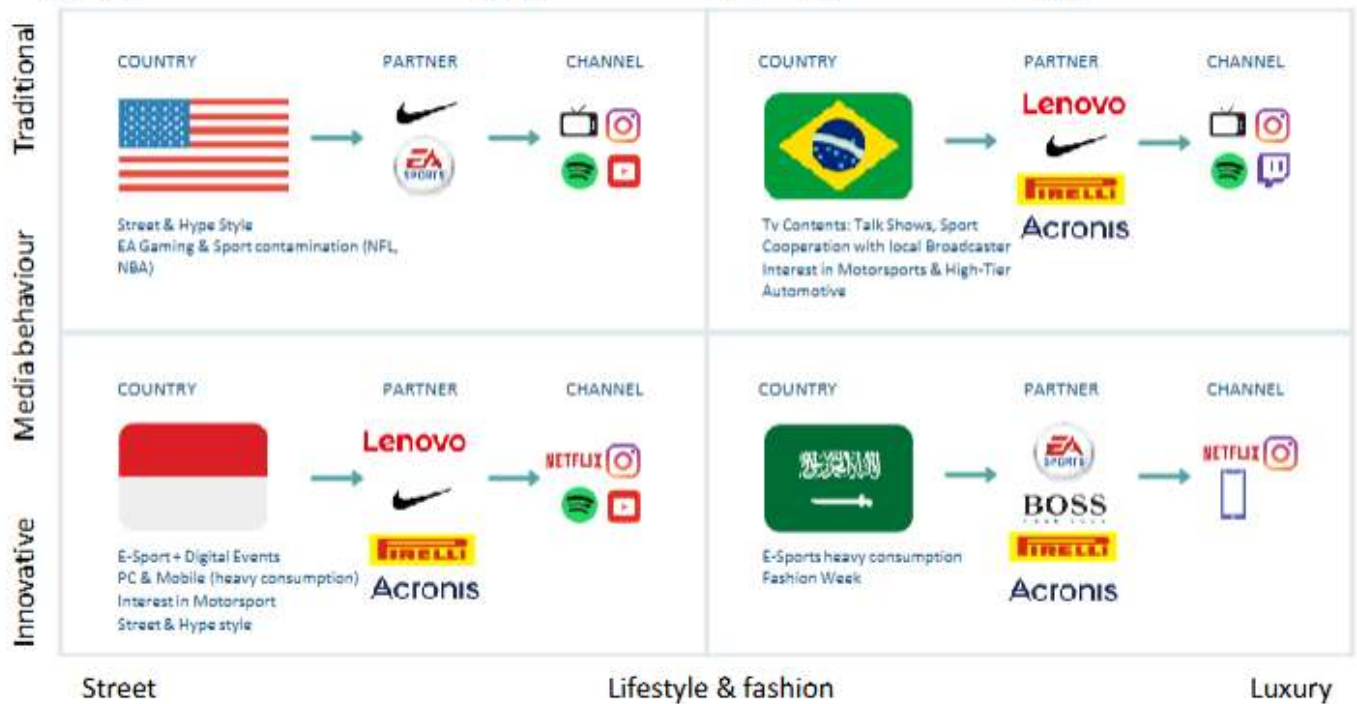 Traditional
Media behaviour
Innovative
COUNTRY
PARTNER
CHANNEL
EA
SPORTS
Street & Hype Style
EA Gaming & Sport contamination (NFL,
NBA)
COUNTRY
PARTNER
CHANNEL
Lenovo
PIRELLI
Acronis
Tv Contents: Talk Shows, Sport
Cooperation with local Broadcaster
Interest in Motorsports & High-Tier
Automotive
COUNTRY
PARTNER
CHANNEL
Lenovo
PIRELLI
Acronis
NETFLIX
E-Sport + Digital Events
PC & Mobile (heavy consumption)
Interest in Motorsport
Street & Hype style
COUNTRY
PARTNER
CHANNEL
EA
SPORTS
BOSS
PIRELLI
Acronis
NETFLIX
E-Sports heavy consumption
Fashion Week
Street
Lifestyle & fashion
Luxury